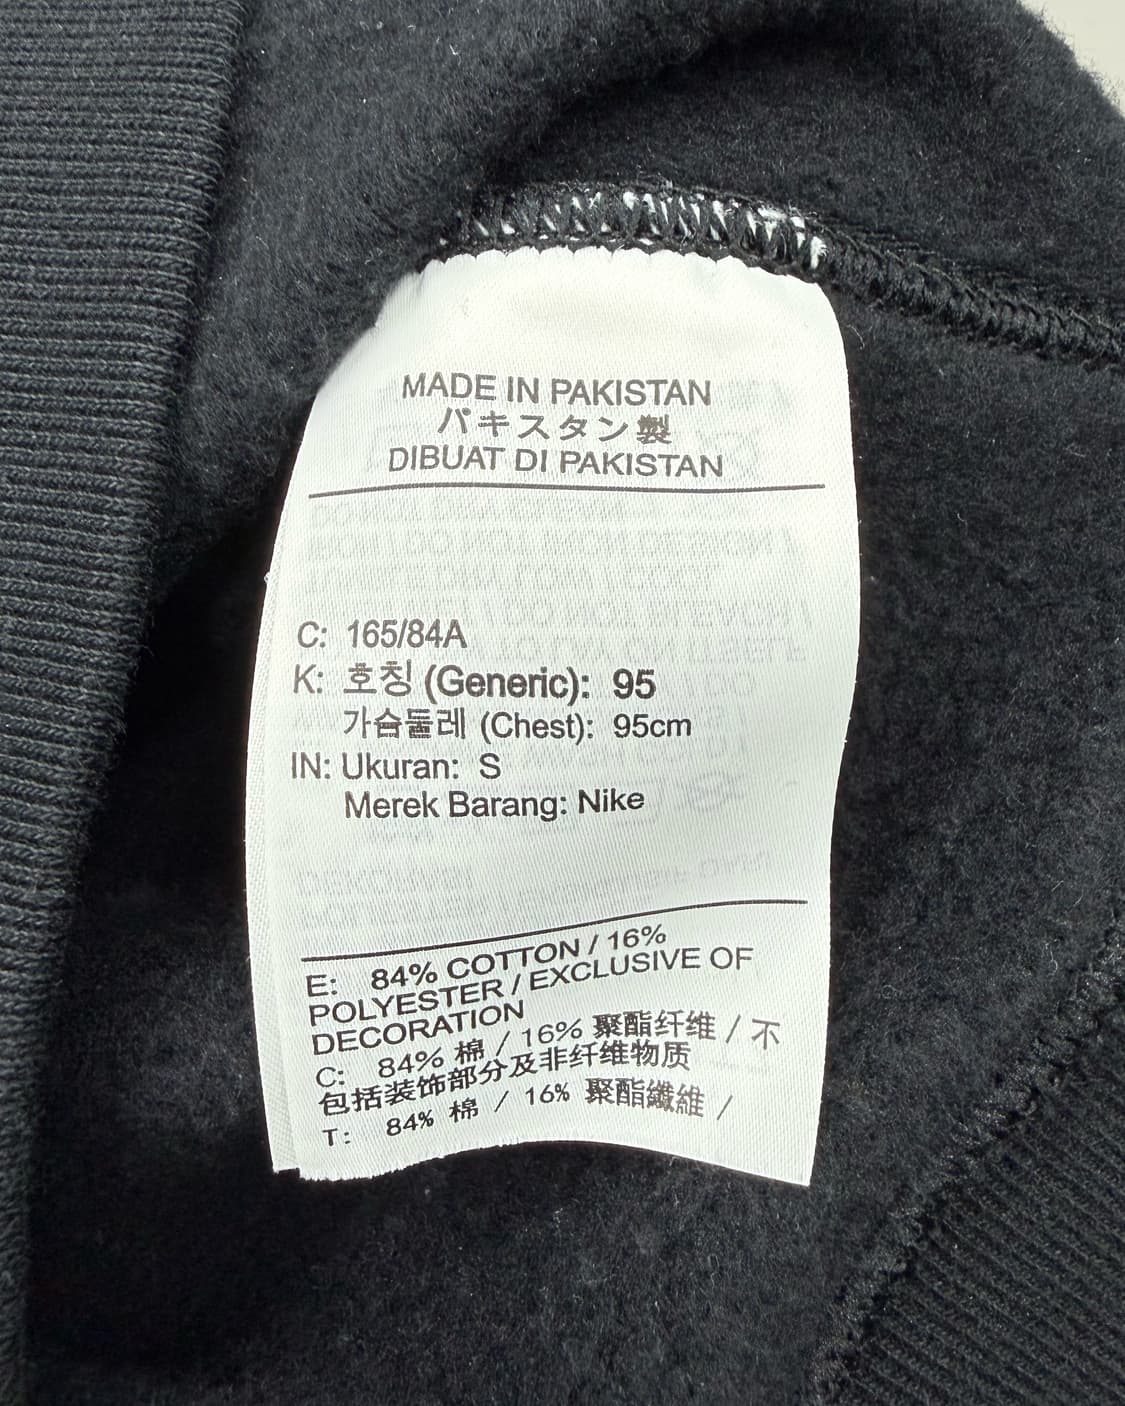 MADE IN PAKISTAN
パキスタン製
DIBUAT DI PAKISTAN
C: 165/84A
K: 호칭 (Generic): 95
가슴둘레 (Chest): 95cm
IN: Ukuran: S
Merek Barang: Nike
E: 84% COTTON / 16%
POLYESTER / EXCLUSIVE OF
DECORATION
C: 84% 棉 / 16% 聚酯纤维 / 不
包括装饰部分及非纤维物质
T: 84% 棉 / 16% 聚酯纖維 /